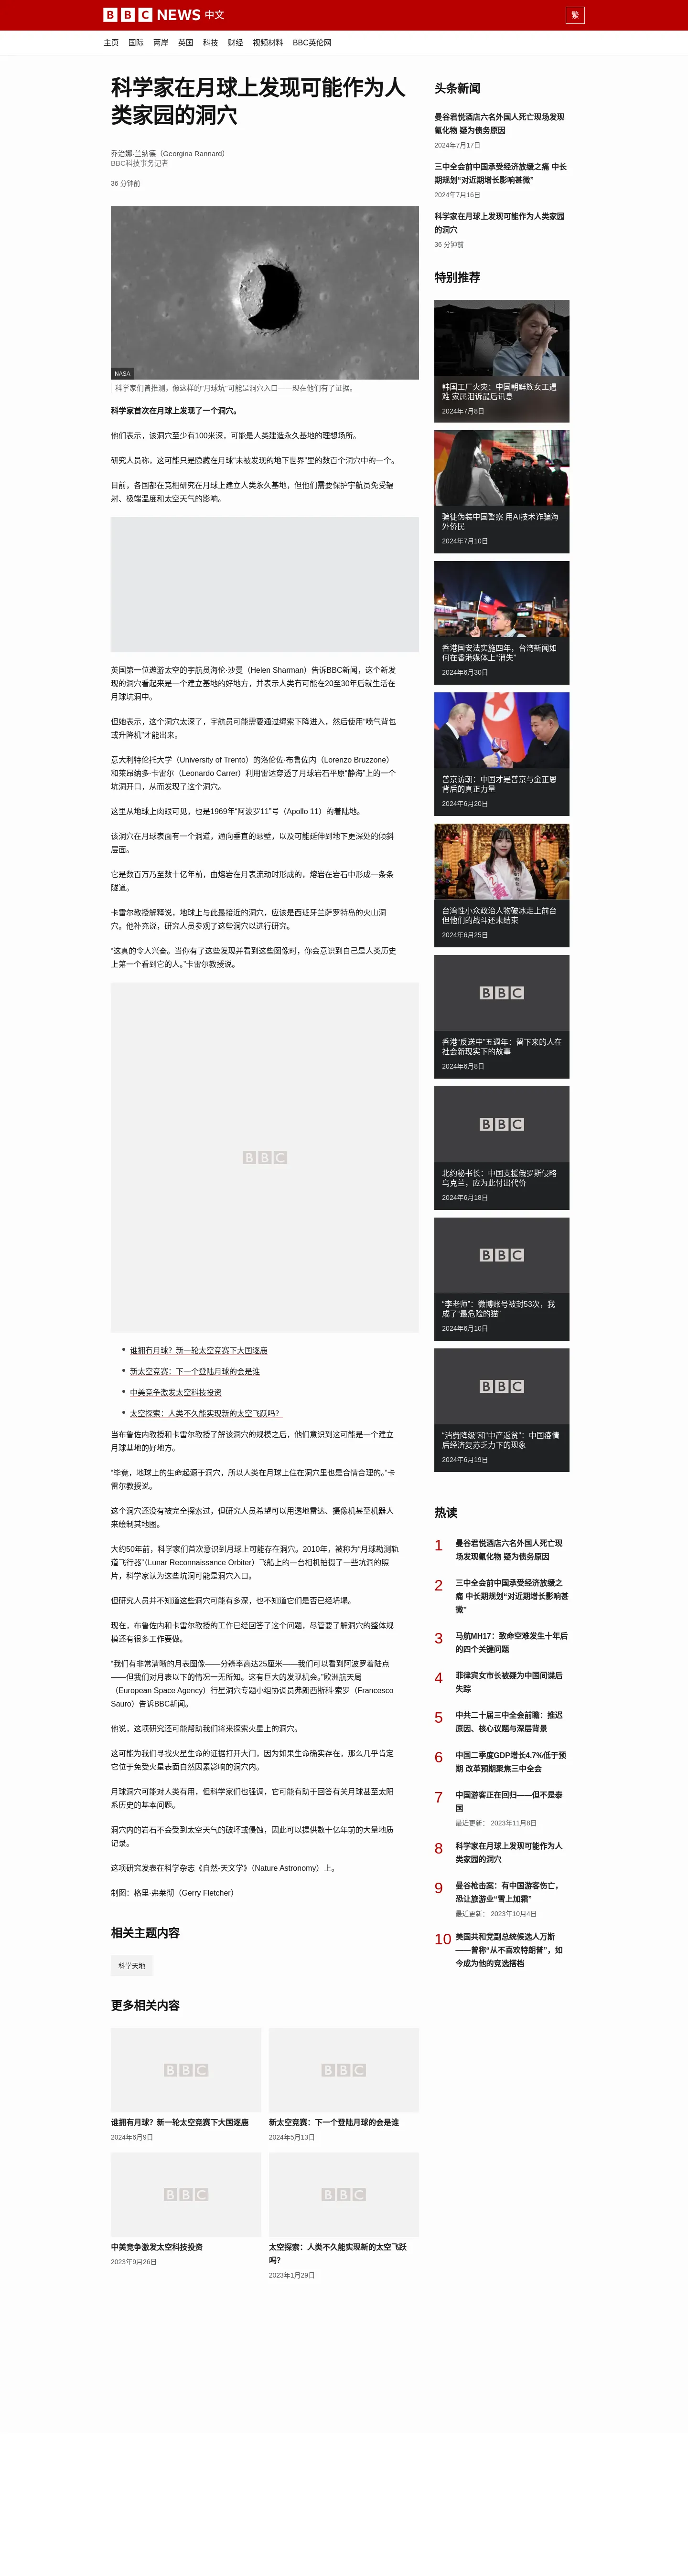 BBC NEWS 中文
繁
主页 国际 两岸 英国 科技 财经 视频材料 BBC英伦网
科学家在月球上发现可能作为人
类家园的洞穴
乔治娜·兰纳德（Georgina Rannard）
BBC科技事务记者
36 分钟前
NASA
科学家们曾推测，像这样的“月球坑”可能是洞穴入口——现在他们有了证据。
科学家首次在月球上发现了一个洞穴。
他们表示，该洞穴至少有100米深，可能是人类建造永久基地的理想场所。
研究人员称，这可能只是隐藏在月球“未被发现的地下世界”里的数百个洞穴中的一个。
目前，各国都在竞相研究在月球上建立人类永久基地，但他们需要保护宇航员免受辐
射、极端温度和太空天气的影响。
英国第一位遨游太空的宇航员海伦·沙曼（Helen Sharman）告诉BBC新闻，这个新发
现的洞穴看起来是一个建立基地的好地方，并表示人类有可能在20至30年后就生活在
月球坑洞中。
但她表示，这个洞穴太深了，宇航员可能需要通过绳索下降进入，然后使用“喷气背包
或升降机”才能出来。
意大利特伦托大学（University of Trento）的洛伦佐·布鲁佐内（Lorenzo Bruzzone）
和莱昂纳多·卡雷尔（Leonardo Carrer）利用雷达穿透了月球岩石平原“静海”上的一个
坑洞开口，从而发现了这个洞穴。
这里从地球上肉眼可见，也是1969年“阿波罗11”号（Apollo 11）的着陆地。
该洞穴在月球表面有一个洞道，通向垂直的悬壁，以及可能延伸到地下更深处的倾斜
层面。
它是数百万乃至数十亿年前，由熔岩在月表流动时形成的，熔岩在岩石中形成一条条
隧道。
卡雷尔教授解释说，地球上与此最接近的洞穴，应该是西班牙兰萨罗特岛的火山洞
穴。他补充说，研究人员参观了这些洞穴以进行研究。
“这真的令人兴奋。当你有了这些发现并看到这些图像时，你会意识到自己是人类历史
上第一个看到它的人。”卡雷尔教授说。
BBC
谁拥有月球？新一轮太空竞赛下大国逐鹿
新太空竞赛：下一个登陆月球的会是谁
中美竞争激发太空科技投资
太空探索：人类不久能实现新的太空飞跃吗？
当布鲁佐内教授和卡雷尔教授了解该洞穴的规模之后，他们意识到这可能是一个建立
月球基地的好地方。
“毕竟，地球上的生命起源于洞穴，所以人类在月球上住在洞穴里也是合情合理的。”卡
雷尔教授说。
这个洞穴还没有被完全探索过，但研究人员希望可以用透地雷达、摄像机甚至机器人
来绘制其地图。
大约50年前，科学家们首次意识到月球上可能存在洞穴。2010年，被称为“月球勘测轨
道飞行器”（Lunar Reconnaissance Orbiter）飞船上的一台相机拍摄了一些坑洞的照
片，科学家认为这些坑洞可能是洞穴入口。
但研究人员并不知道这些洞穴可能有多深，也不知道它们是否已经坍塌。
现在，布鲁佐内和卡雷尔教授的工作已经回答了这个问题，尽管要了解洞穴的整体规
模还有很多工作要做。
“我们有非常清晰的月表图像——分辨率高达25厘米——我们可以看到阿波罗着陆点
——但我们对月表以下的情况一无所知。这有巨大的发现机会。”欧洲航天局
（European Space Agency）行星洞穴专题小组协调员弗朗西斯科·索罗（Francesco
Sauro）告诉BBC新闻。
他说，这项研究还可能帮助我们将来探索火星上的洞穴。
这可能为我们寻找火星生命的证据打开大门，因为如果生命确实存在，那么几乎肯定
它位于免受火星表面自然因素影响的洞穴内。
月球洞穴可能对人类有用，但科学家们也强调，它可能有助于回答有关月球甚至太阳
系历史的基本问题。
洞穴内的岩石不会受到太空天气的破坏或侵蚀，因此可以提供数十亿年前的大量地质
记录。
这项研究发表在科学杂志《自然-天文学》（Nature Astronomy）上。
制图：格里·弗莱彻（Gerry Fletcher）
相关主题内容
科学天地
更多相关内容
BBC
谁拥有月球？新一轮太空竞赛下大国逐鹿
2024年6月9日
BBC
新太空竞赛：下一个登陆月球的会是谁
2024年5月13日
BBC
中美竞争激发太空科技投资
2023年9月26日
BBC
太空探索：人类不久能实现新的太空飞跃
吗？
2023年1月29日
头条新闻
曼谷君悦酒店六名外国人死亡现场发现
氰化物 疑为债务原因
2024年7月17日
三中全会前中国承受经济放缓之痛 中长
期规划“对近期增长影响甚微”
2024年7月16日
科学家在月球上发现可能作为人类家园
的洞穴
36 分钟前
特别推荐
韩国工厂火灾：中国朝鲜族女工遇
难 家属泪诉最后讯息
2024年7月8日
骗徒伪装中国警察 用AI技术诈骗海
外侨民
2024年7月10日
香港国安法实施四年，台湾新闻如
何在香港媒体上“消失”
2024年6月30日
普京访朝：中国才是普京与金正恩
背后的真正力量
2024年6月20日
台湾性小众政治人物破冰走上前台
但他们的战斗还未结束
2024年6月25日
BBC
香港“反送中”五週年：留下来的人在
社会新现实下的故事
2024年6月8日
BBC
北约秘书长：中国支援俄罗斯侵略
乌克兰，应为此付出代价
2024年6月18日
BBC
“李老师”：微博账号被封53次，我
成了“最危险的猫”
2024年6月10日
BBC
“消费降级”和“中产返贫”：中国疫情
后经济复苏乏力下的现象
2024年6月19日
热读
1 曼谷君悦酒店六名外国人死亡现
场发现氰化物 疑为债务原因
2 三中全会前中国承受经济放缓之
痛 中长期规划“对近期增长影响甚
微”
3 马航MH17：致命空难发生十年后
的四个关键问题
4 菲律宾女市长被疑为中国间谍后
失踪
5 中共二十届三中全会前瞻：推迟
原因、核心议题与深层背景
6 中国二季度GDP增长4.7%低于预
期 改革预期聚焦三中全会
7 中国游客正在回归——但不是泰
国
最近更新： 2023年11月8日
8 科学家在月球上发现可能作为人
类家园的洞穴
9 曼谷枪击案：有中国游客伤亡，
恐让旅游业“雪上加霜”
最近更新： 2023年10月4日
10 美国共和党副总统候选人万斯
——曾称“从不喜欢特朗普”，如
今成为他的竞选搭档